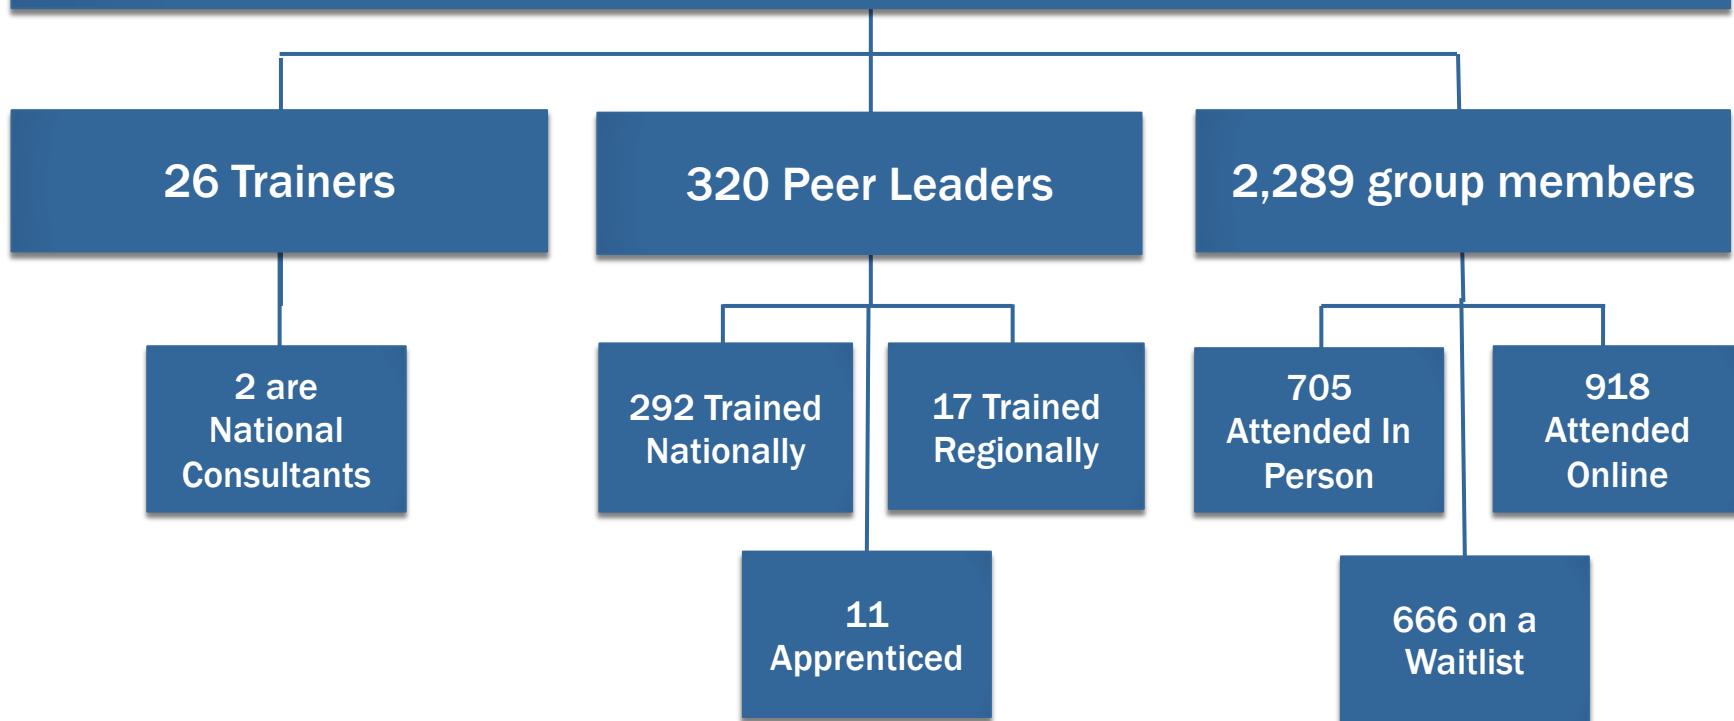 26 Trainers
320 Peer Leaders
2,289 group members
2 are
National
Consultants
292 Trained
Nationally
17 Trained
Regionally
705
Attended In
Person
918
Attended
Online
11
Apprenticed
666 on a
Waitlist